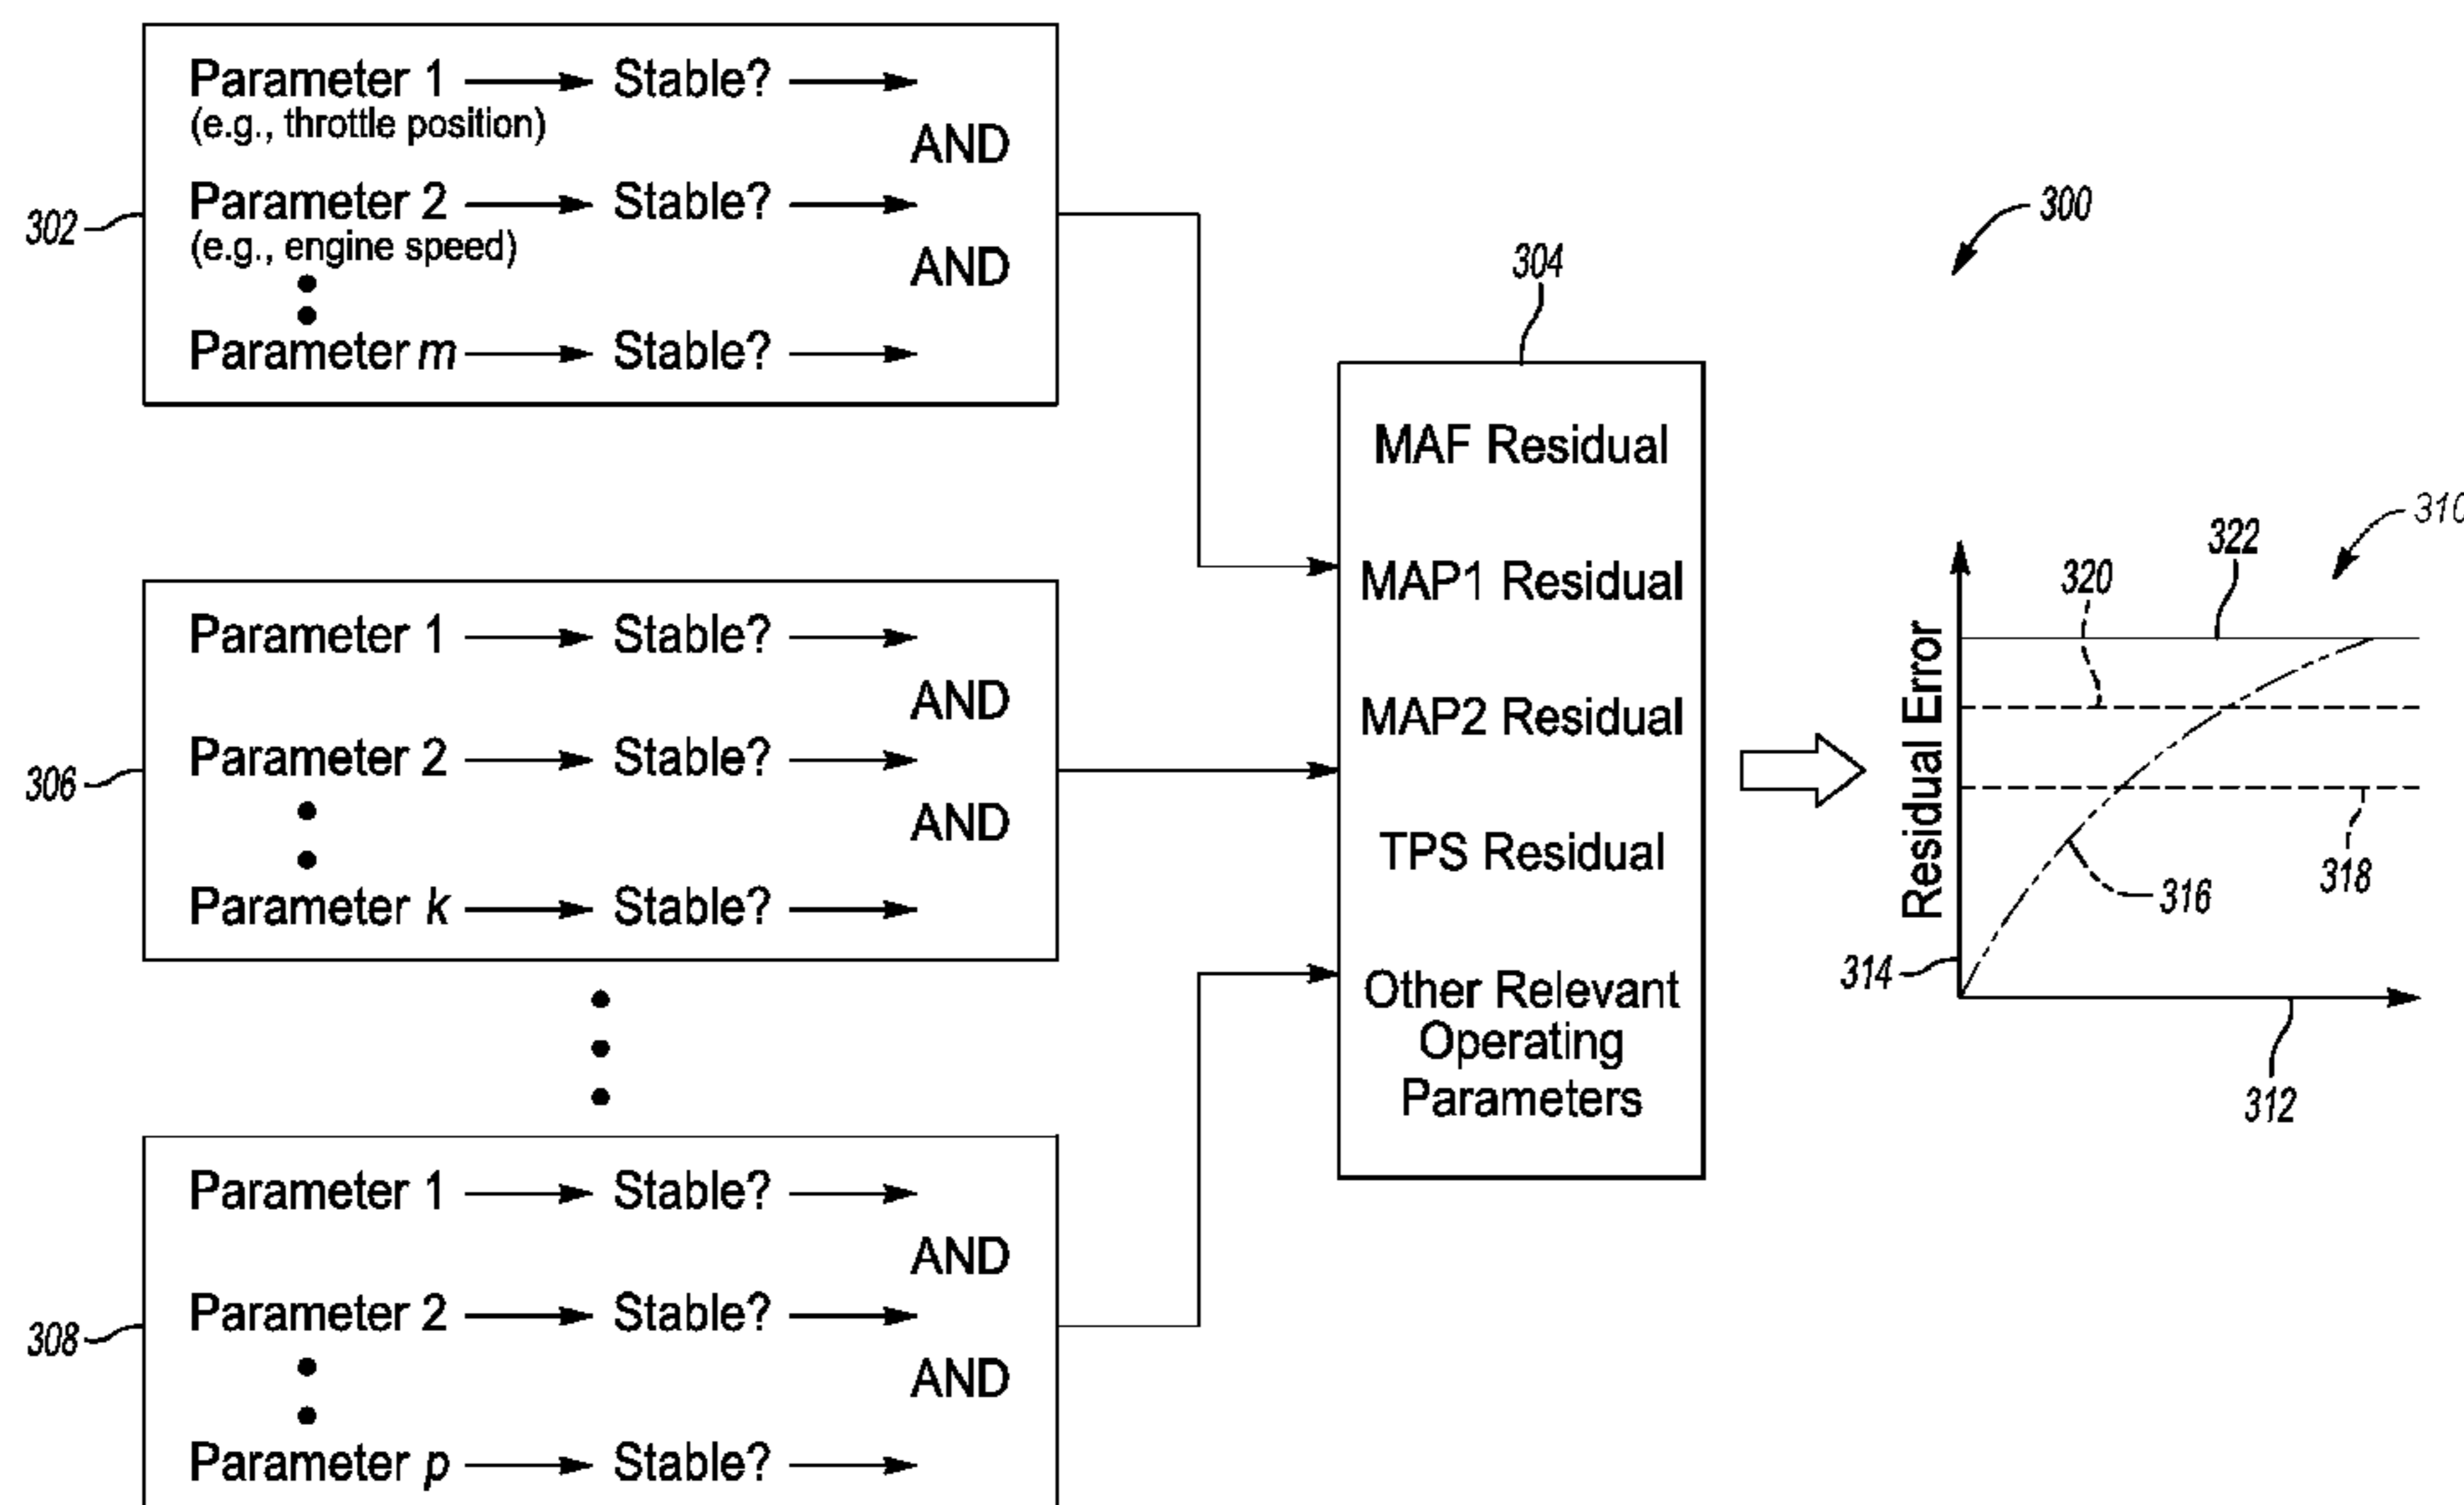 302
Parameter 1 Stable?
(e.g., throttle position)
AND
Parameter 2 Stable?
(e.g., engine speed)
AND
Parameter m Stable?
306
Parameter 1 Stable?
AND
Parameter 2 Stable?
AND
Parameter k Stable?
308
Parameter 1 Stable?
AND
Parameter 2 Stable?
AND
Parameter p Stable?
304
MAF Residual
MAP1 Residual
MAP2 Residual
TPS Residual
Other Relevant
Operating
Parameters
300
310
322
320
Residual Error
318
316
314
312